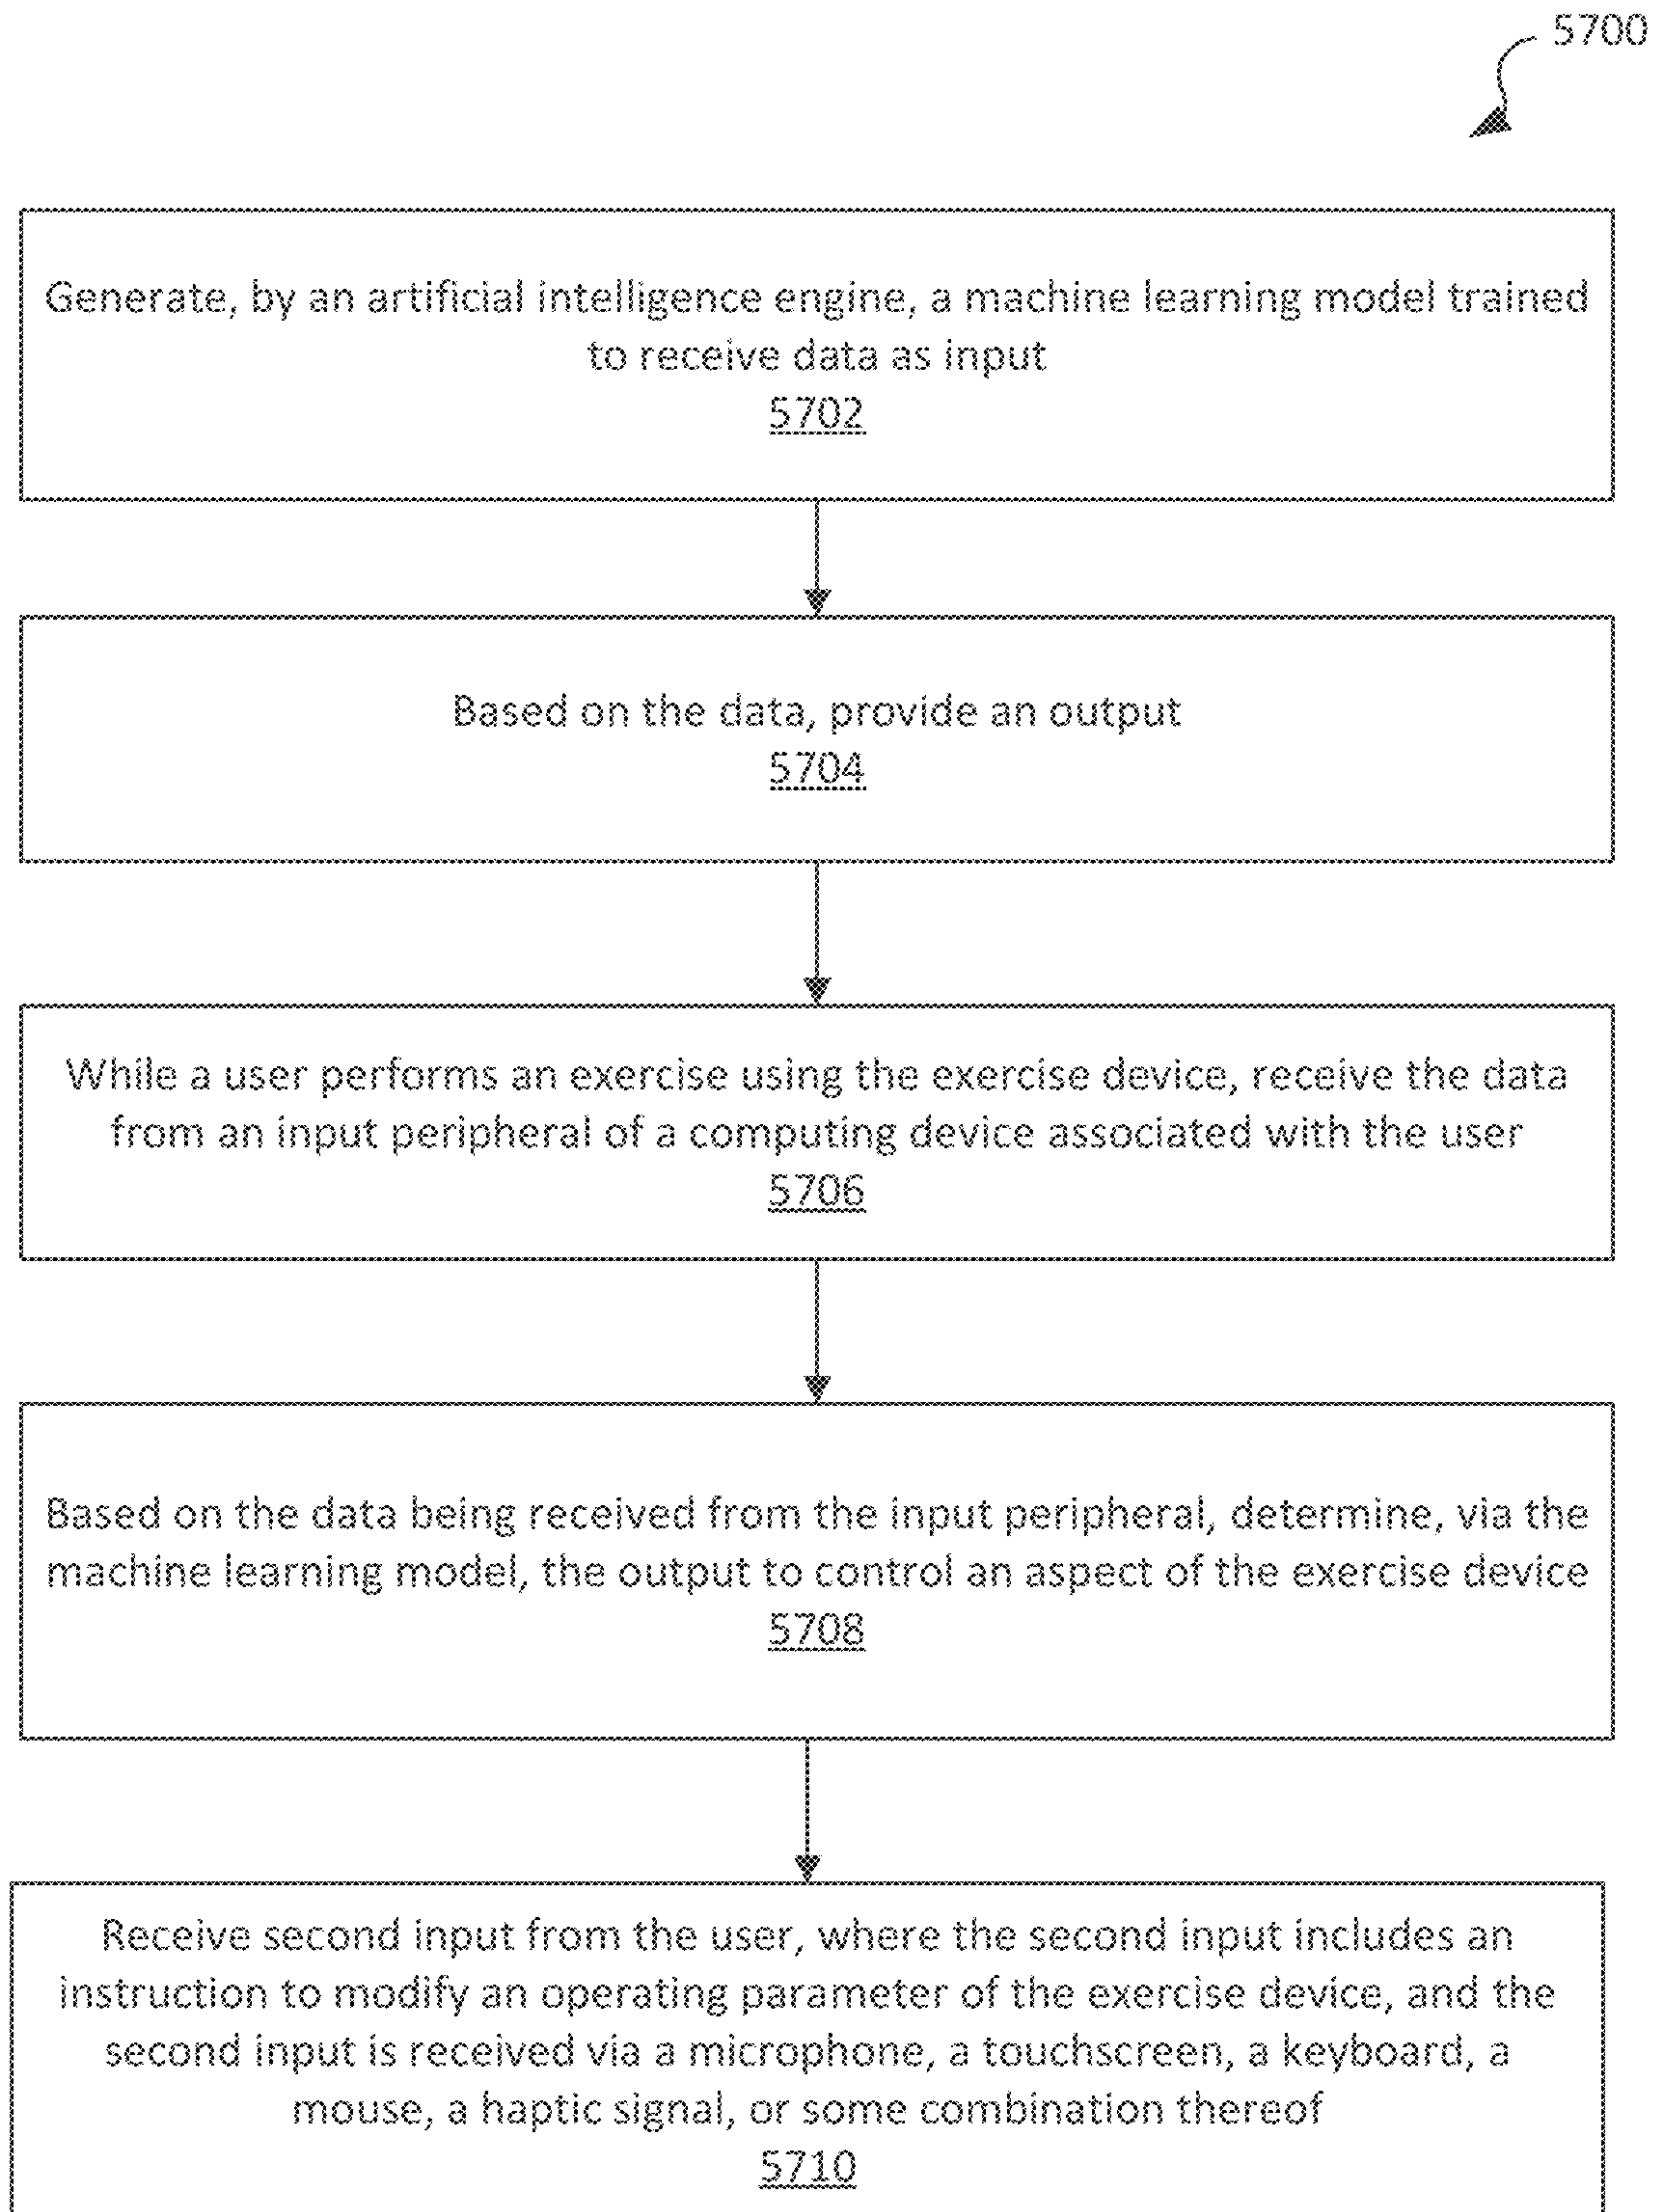 5700
Generate, by an artificial intelligence engine, a machine learning model trained
to receive data as input
5702
Based on the data, provide an output
5704
While a user performs an exercise using the exercise device, receive the data
from an input peripheral of a computing device associated with the user
5706
Based on the data being received from the input peripheral, determine, via the
machine learning model, the output to control an aspect of the exercise device
5708
Receive second input from the user, where the second input includes an
instruction to modify an operating parameter of the exercise device, and the
second input is received via a microphone, a touchscreen, a keyboard, a
mouse, a haptic signal, or some combination thereof
5710